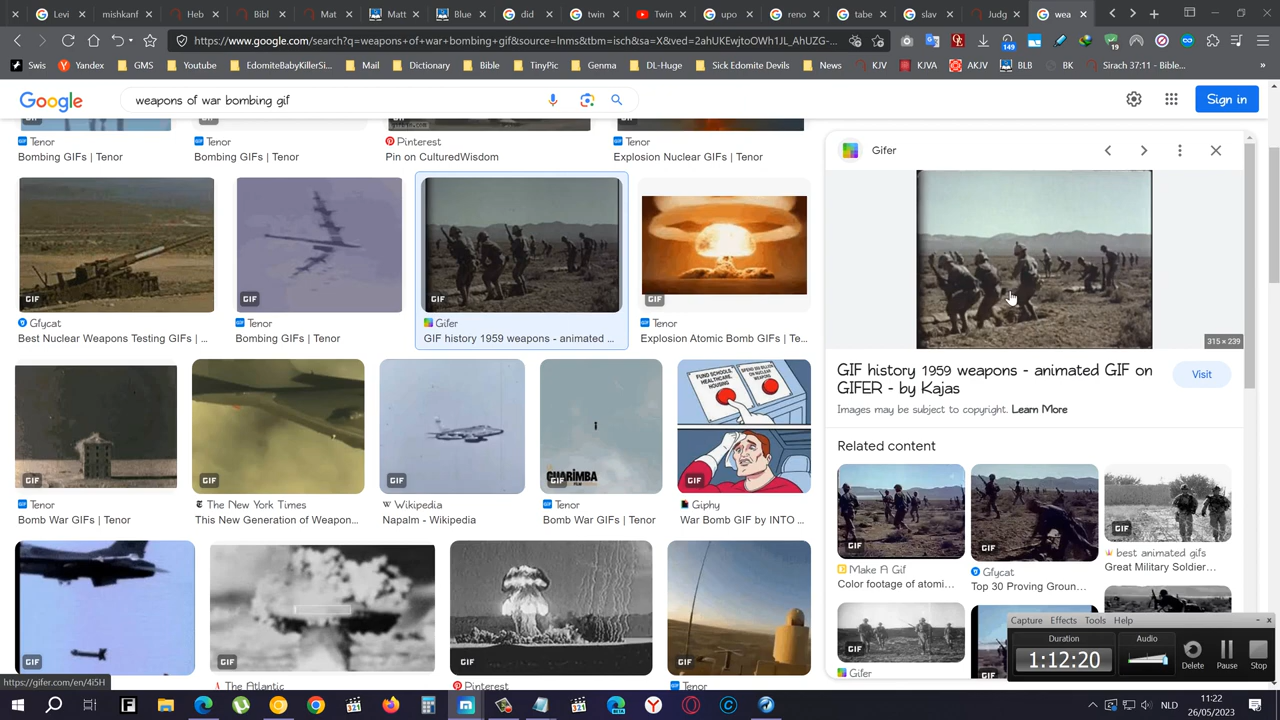 Levi
mishkanf
Heb
Bibl
Mat
Matt
Blue
did
twin
Twin
upo
reno
tabe
slav
Judg
wea
https://www.google.com/search?q=weapons+of+war+bombing+gif&source=lnms&tbm=isch&sa=X&ved=2ahUKEwjtoOWh1JL_AhUZG-...
149
19
Swis
Yandex
GMS
Youtube
EdomiteBabyKillerSi...
Mail
Dictionary
Bible
TinyPic
Genma
DL-Huge
Sick Edomite Devils
News
KJV
KJVA
AKJV
BLB
BK
Sirach 37:11 - Bible...
»
Google
weapons of war bombing gif
Sign in
Tenor
Bombing GIFs | Tenor
Tenor
Bombing GIFs | Tenor
Pinterest
Pin on CulturedWisdom
Tenor
Explosion Nuclear GIFs | Tenor
GIF
Gfycat
Best Nuclear Weapons Testing GIFs | ...
GIF
Tenor
Bombing GIFs | Tenor
GIF
Gifer
GIF history 1959 weapons - animated ...
GIF
Tenor
Explosion Atomic Bomb GIFs | Te...
GIF
Tenor
Bomb War GIFs | Tenor
GIF
The New York Times
This New Generation of Weapon...
GIF
Wikipedia
Napalm - Wikipedia
GUARIMBA
GIF
Tenor
Bomb War GIFs | Tenor
FUND SCHOOLS, HEALTHCARE, HOUSING
GIF
Giphy
War Bomb GIF by INTO ...
GIF
GIF
The Atlantic
GIF
Pinterest
GIF
Tenor
Gifer
315 × 239
GIF history 1959 weapons - animated GIF on
GIFER - by Kajas
Visit
Images may be subject to copyright. Learn More
Related content
GIF
Make A Gif
Color footage of atomi...
GIF
Gfycat
Top 30 Proving Groun...
GIF
best animated gifs
Great Military Soldier...
GIF
Gifer
GIF
Capture Effects Tools Help
Duration
1:12:20
Audio
Delete
Pause
Stop
https://gifer.com/en/4i5H
NLD
11:22
26/05/2023